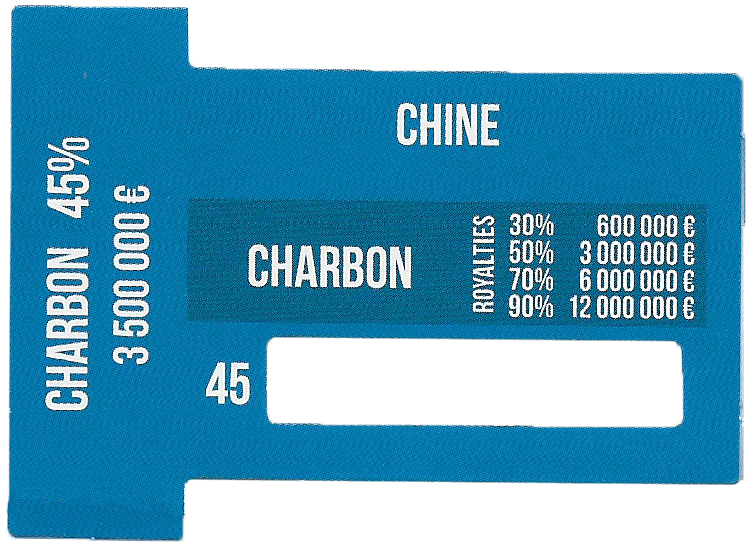 CHARBON 45%
3 500 000 €
CHINE
CHARBON
ROYALTIES
30% 600 000 €
50% 3 000 000 €
70% 6 000 000 €
90% 12 000 000 €
45